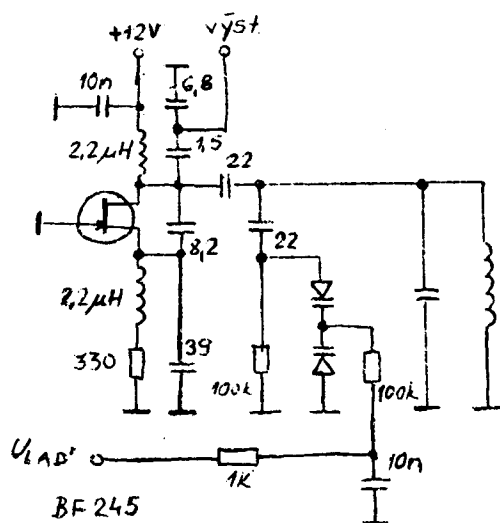 +12V
výst.
10n
6,8
2,2µH
1,5
22
8,2
22
2,2µH
330
39
100k
100k
U
1k
10n
BF 245